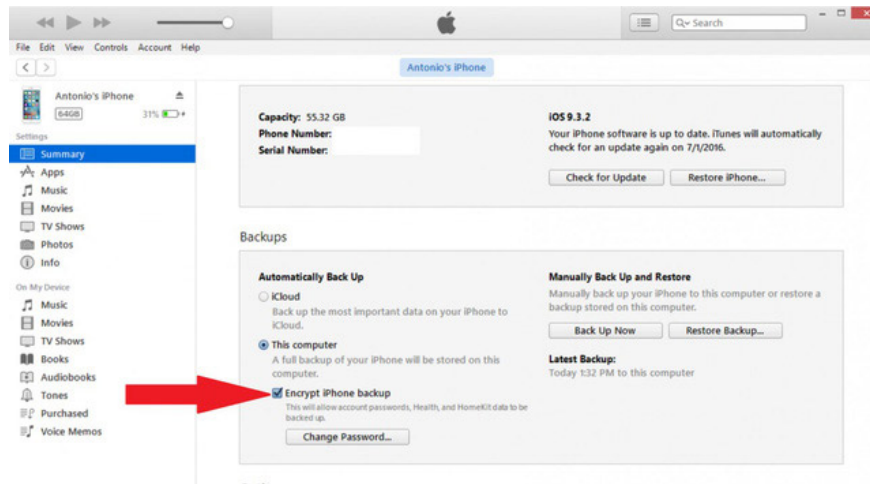 Search
File Edit View Controls Account Help
Antonio's iPhone
Antonio's iPhone
64GB 31%
Settings
Summary
Apps
Music
Movies
TV Shows
Photos
Info
On My Device
Music
Movies
TV Shows
Books
Audiobooks
Tones
Purchased
Voice Memos
Capacity: 55.32 GB
Phone Number:
Serial Number:
iOS 9.3.2
Your iPhone software is up to date. iTunes will automatically
check for an update again on 7/1/2016.
Check for Update Restore iPhone...
Backups
Automatically Back Up
iCloud
Back up the most important data on your iPhone to
iCloud.
This computer
A full backup of your iPhone will be stored on this
computer.
Encrypt iPhone backup
This will allow account passwords, Health, and HomeKit data to be
backed up.
Change Password...
Manually Back Up and Restore
Manually back up your iPhone to this computer or restore a
backup stored on this computer.
Back Up Now Restore Backup...
Latest Backup:
Today 1:32 PM to this computer